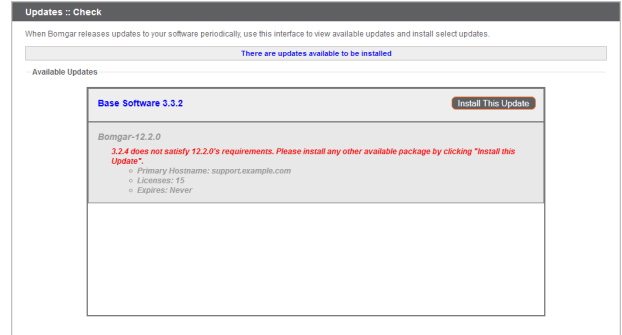 Updates :: Check
When Bomgar releases updates to your software periodically, use this interface to view available updates and install select updates.
There are updates available to be installed
Available Updates
Base Software 3.3.2
Install This Update
Bomgar-12.2.0
3.2.4 does not satisfy 12.2.0's requirements. Please install any other available package by clicking "Install this
Update".
Primary Hostname: support.example.com
Licenses: 15
Expires: Never